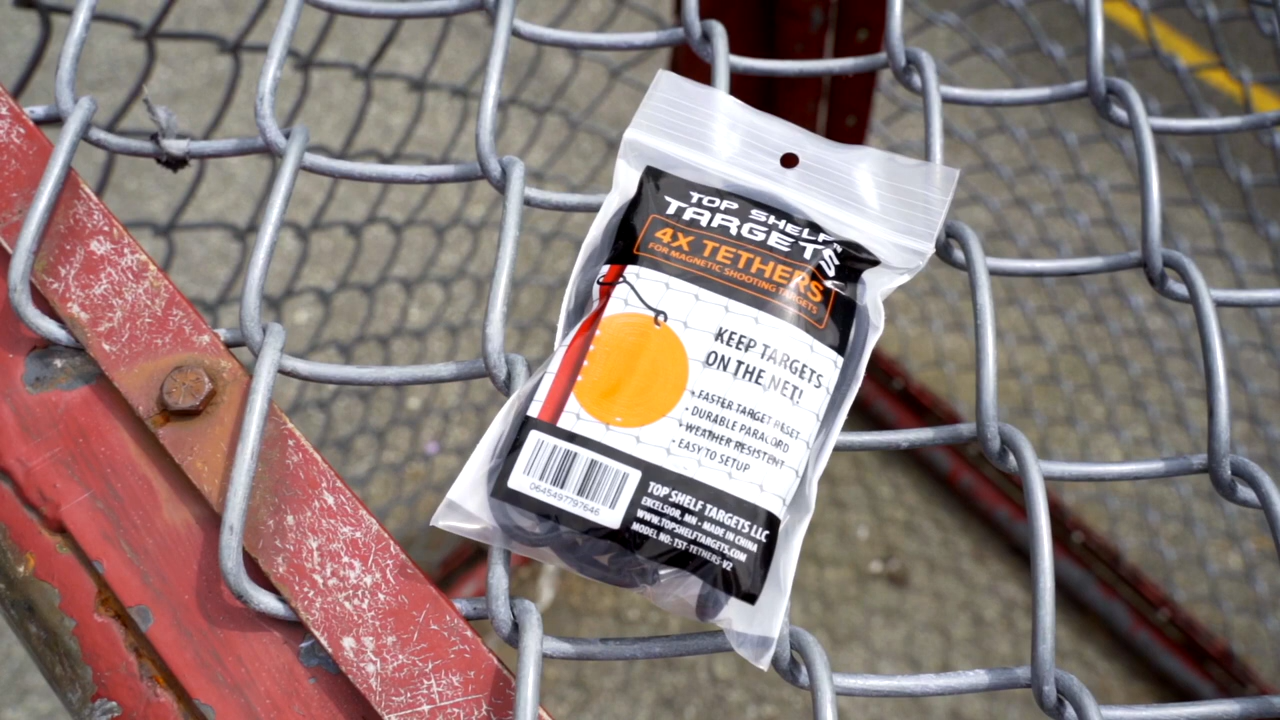 TOP SHELF™
TARGETS
4X TETHERS
FOR MAGNETIC SHOOTING TARGETS
KEEP TARGETS
ON THE NET!
• FASTER TARGET RESET
• DURABLE PARACORD
• WEATHER RESISTENT
• EASY TO SETUP
0645497797646
TOP SHELF TARGETS LLC
EXCELSIOR, MN • MADE IN CHINA
WWW.TOPSHELFTARGETS.COM
MODEL NO: TST-TETHERS-V2